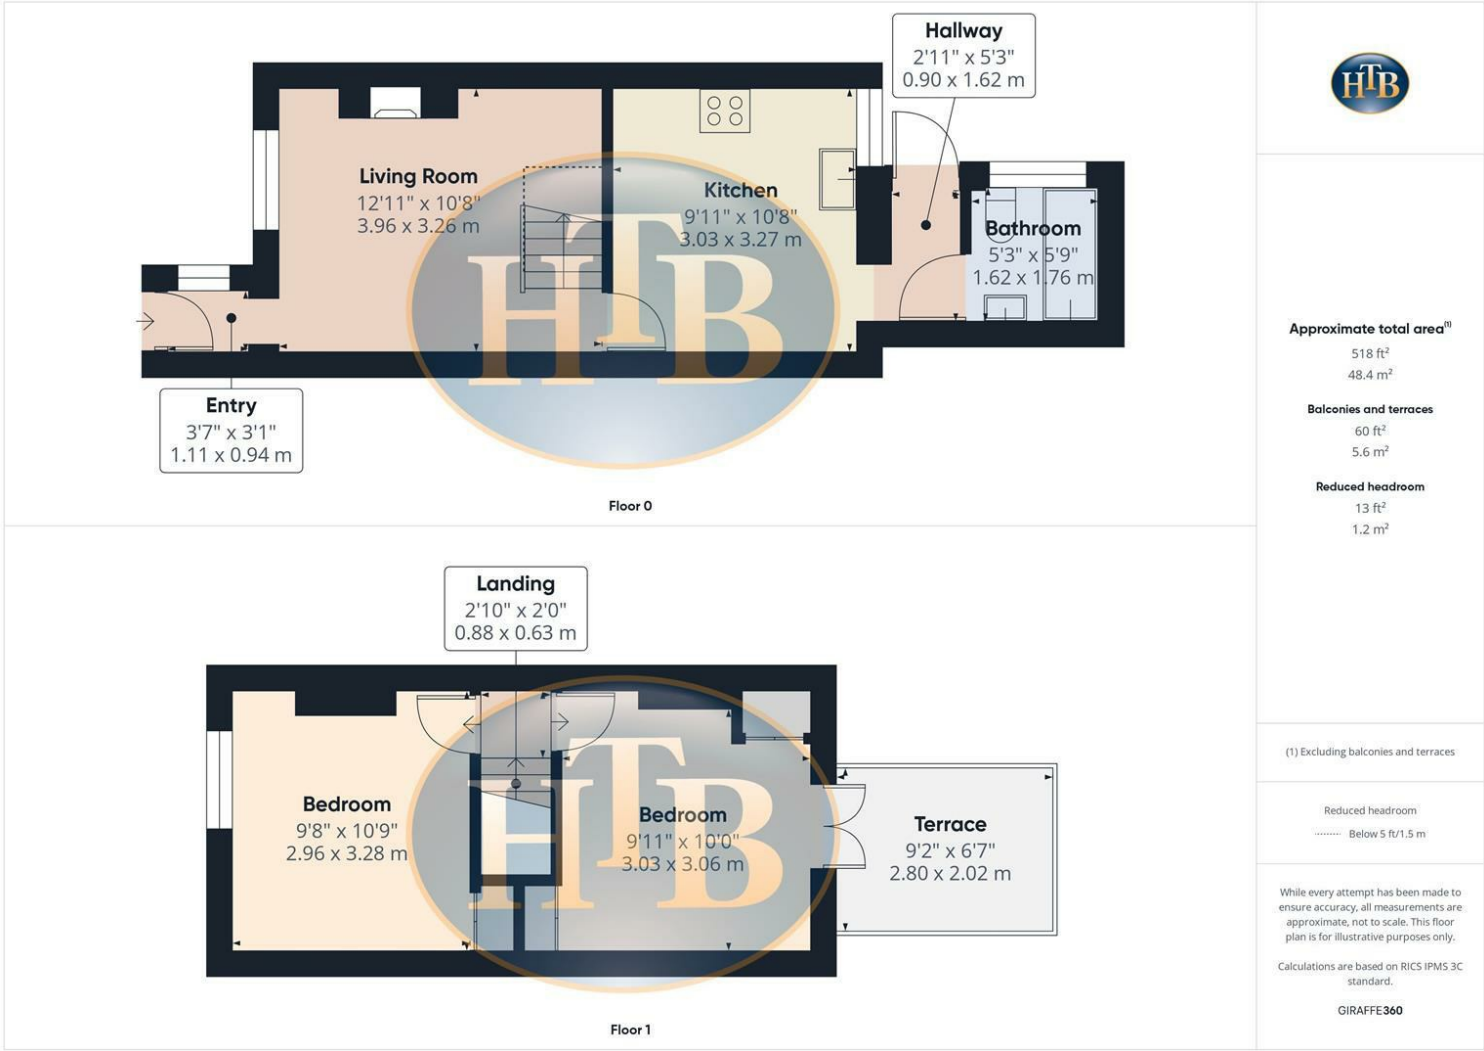 Hallway
2'11" x 5'3"
0.90 x 1.62 m
Living Room
12'11" x 10'8"
3.96 x 3.26 m
Kitchen
9'11" x 10'8"
3.03 x 3.27 m
Bathroom
5'3" x 5'9"
1.62 x 1.76 m
Entry
3'7" x 3'1"
1.11 x 0.94 m
HTB
Floor 0
Landing
2'10" x 2'0"
0.88 x 0.63 m
Bedroom
9'8" x 10'9"
2.96 x 3.28 m
Bedroom
9'11" x 10'0"
3.03 x 3.06 m
Terrace
9'2" x 6'7"
2.80 x 2.02 m
HTB
Floor 1
HTB
Approximate total area(1)
518 ft²
48.4 m²
Balconies and terraces
60 ft²
5.6 m²
Reduced headroom
13 ft²
1.2 m²
(1) Excluding balconies and terraces
Reduced headroom
Below 5 ft/1.5 m
While every attempt has been made to
ensure accuracy, all measurements are
approximate, not to scale. This floor
plan is for illustrative purposes only.
Calculations are based on RICS IPMS 3C
standard.
GIRAFFE360